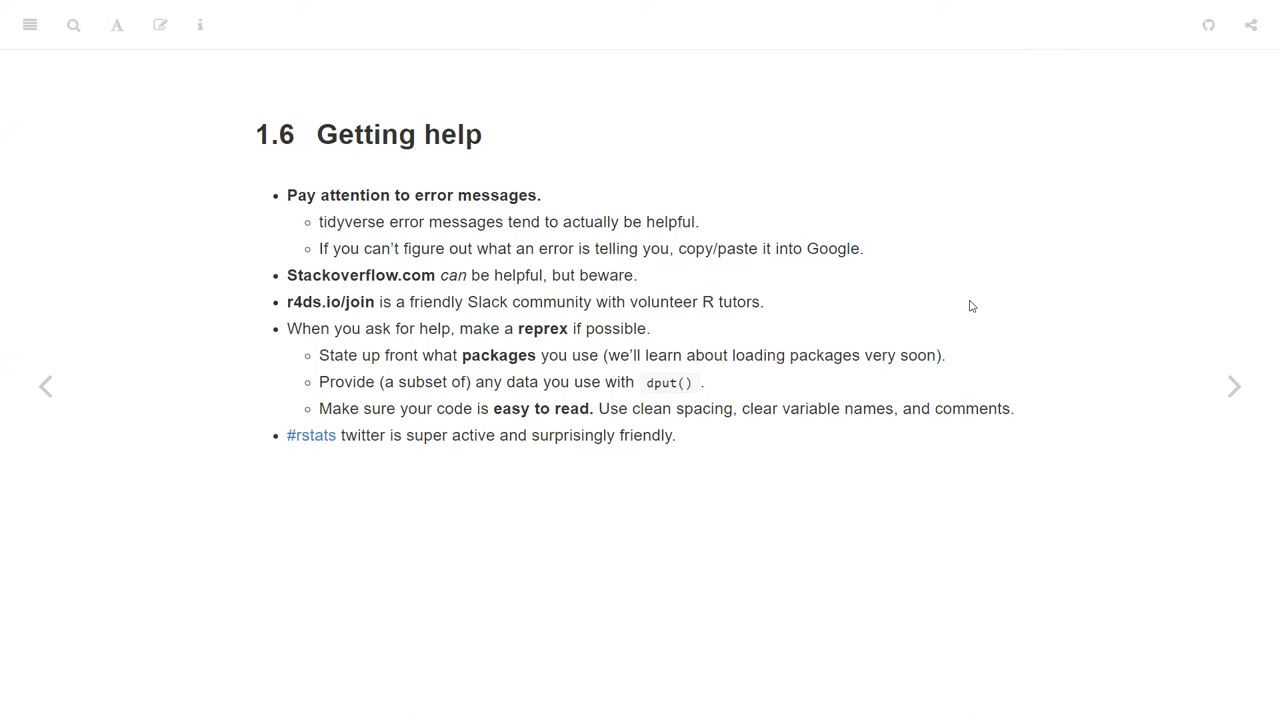 1.6 Getting help
• Pay attention to error messages.
◦ tidyverse error messages tend to actually be helpful.
◦ If you can’t figure out what an error is telling you, copy/paste it into Google.
• Stackoverflow.com can be helpful, but beware.
• r4ds.io/join is a friendly Slack community with volunteer R tutors.
• When you ask for help, make a reprex if possible.
◦ State up front what packages you use (we’ll learn about loading packages very soon).
◦ Provide (a subset of) any data you use with dput() .
◦ Make sure your code is easy to read. Use clean spacing, clear variable names, and comments.
• #rstats twitter is super active and surprisingly friendly.